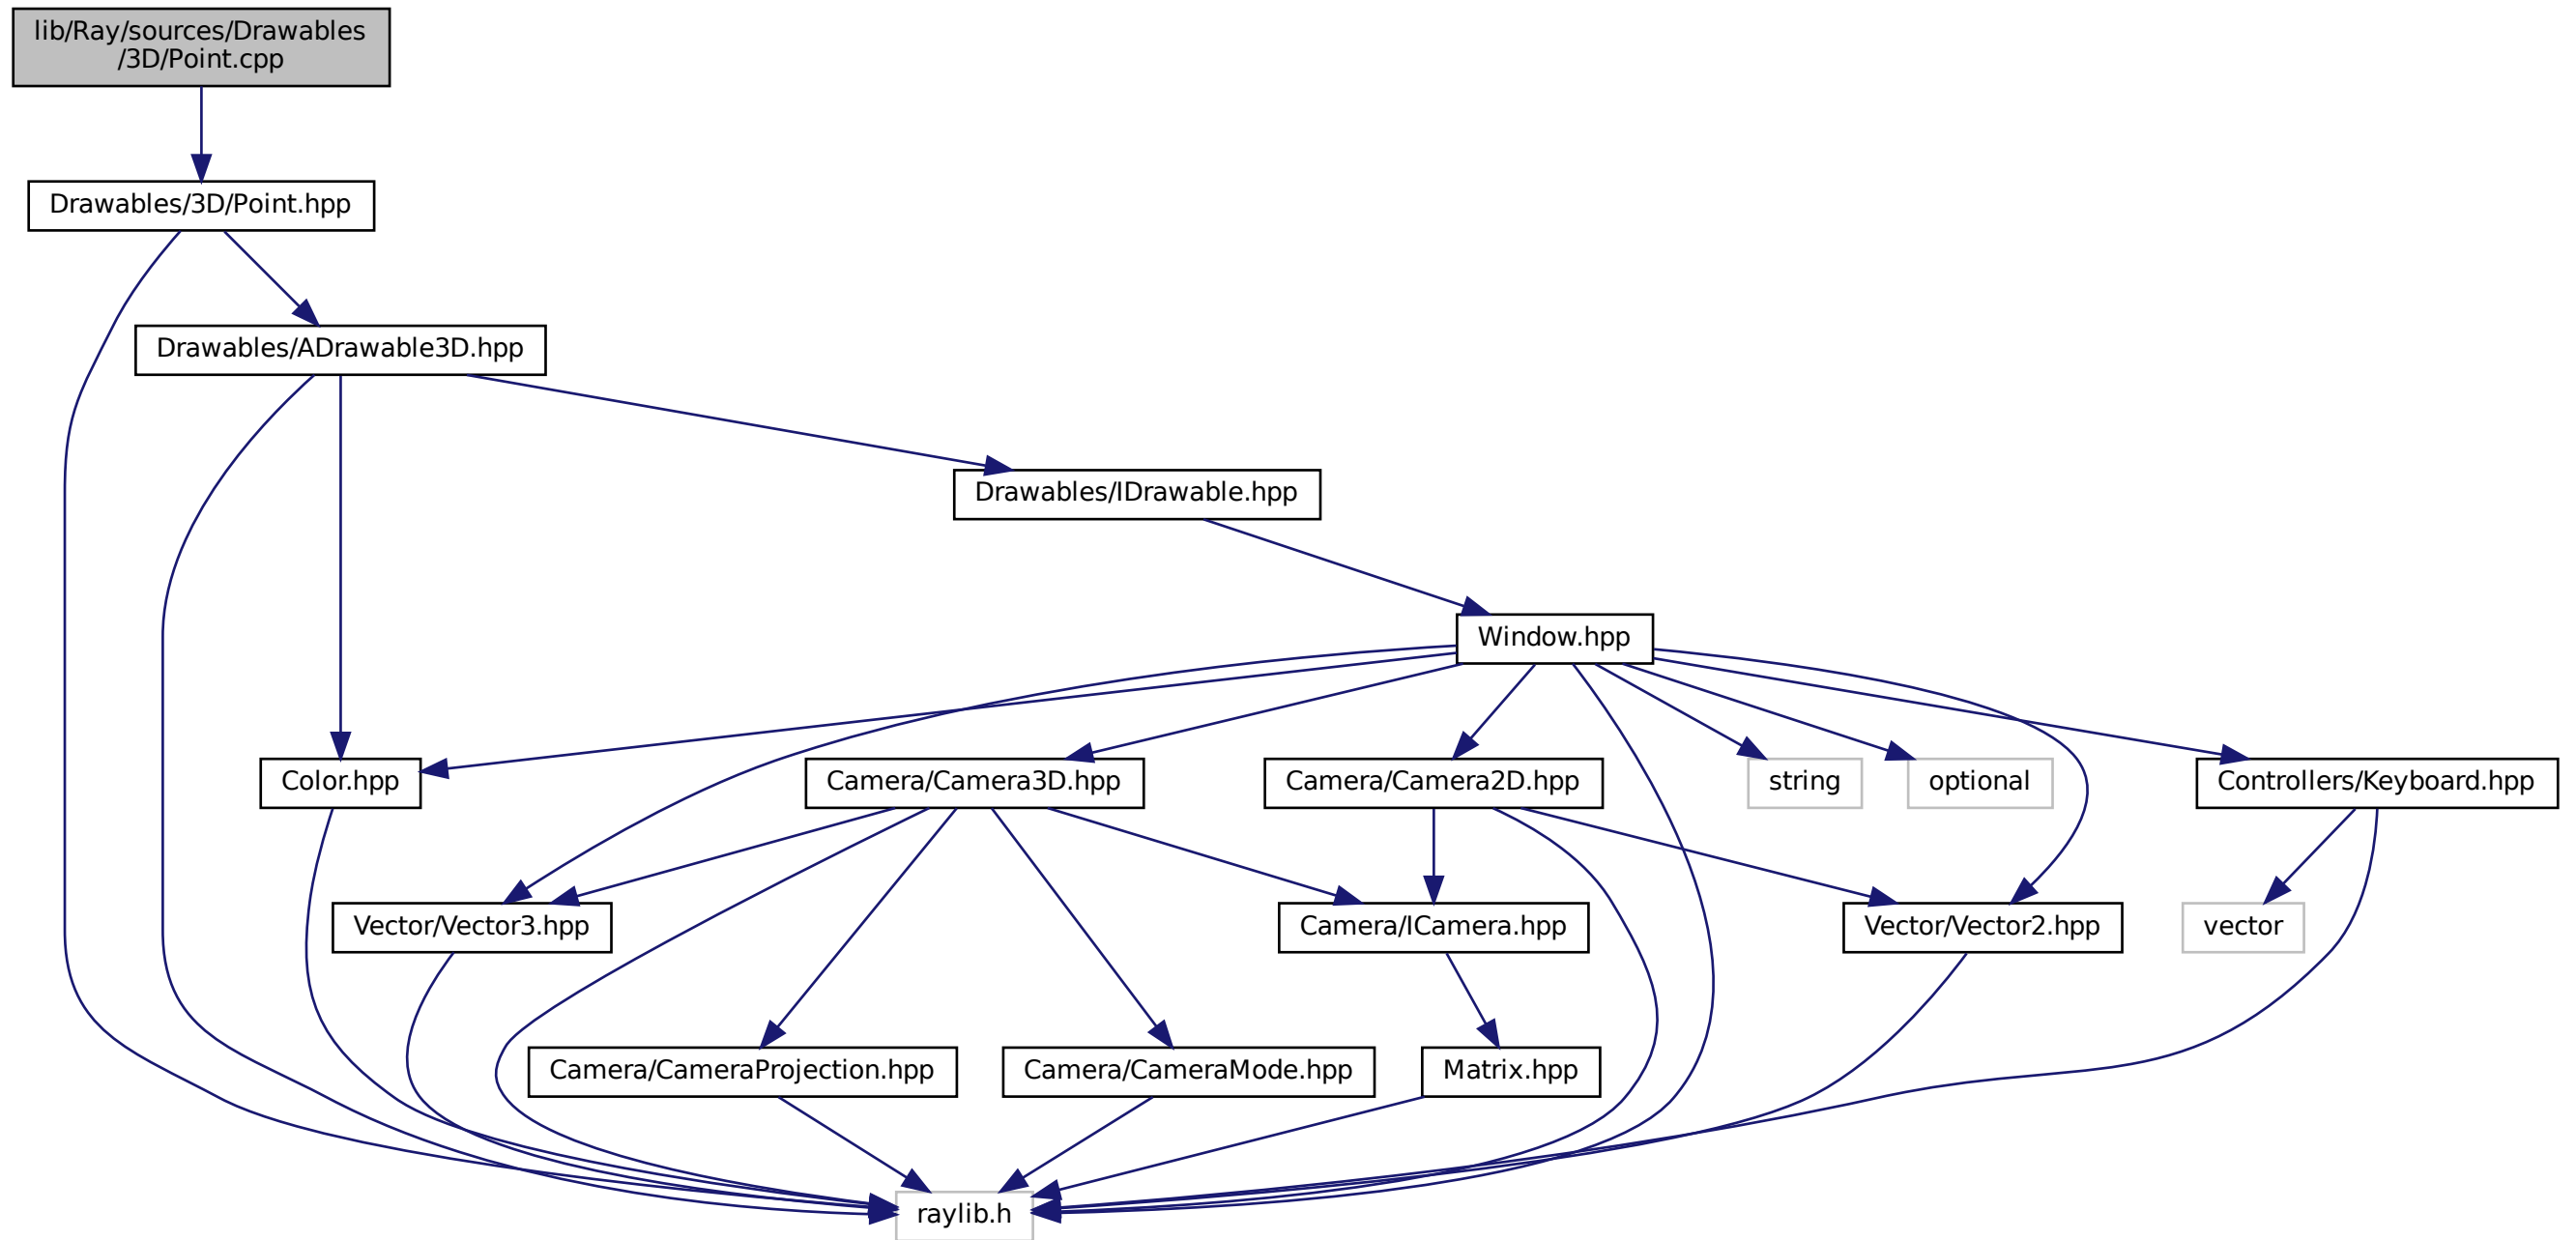 lib/Ray/sources/Drawables
/3D/Point.cpp
Drawables/3D/Point.hpp
Drawables/ADrawable3D.hpp
Drawables/IDrawable.hpp
Window.hpp
Color.hpp
Camera/Camera3D.hpp
Camera/Camera2D.hpp
string
optional
Controllers/Keyboard.hpp
Vector/Vector3.hpp
Camera/ICamera.hpp
Vector/Vector2.hpp
vector
Camera/CameraProjection.hpp
Camera/CameraMode.hpp
Matrix.hpp
raylib.h